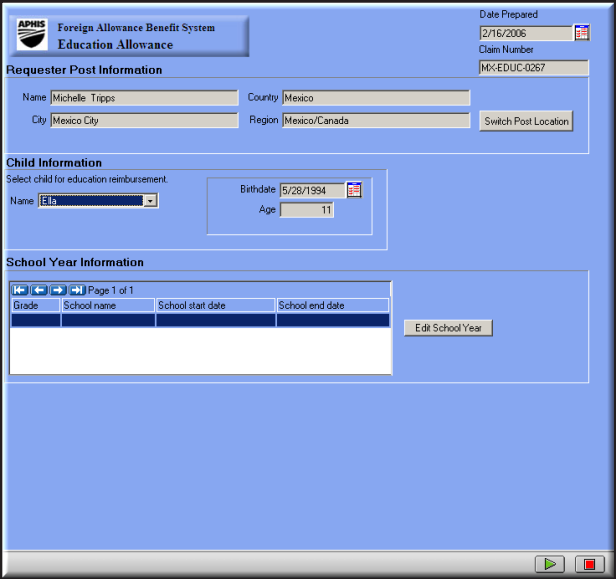 APHIS
Foreign Allowance Benefit System
Education Allowance
Date Prepared
2/16/2006
Claim Number
MX-EDUC-0267
Requester Post Information
Name Michelle Tripps Country Mexico
City Mexico City Region Mexico/Canada Switch Post Location
Child Information
Select child for education reimbursement.
Name Ella
Birthdate 5/28/1994
Age 11
School Year Information
Page 1 of 1
Grade School name School start date School end date
Edit School Year